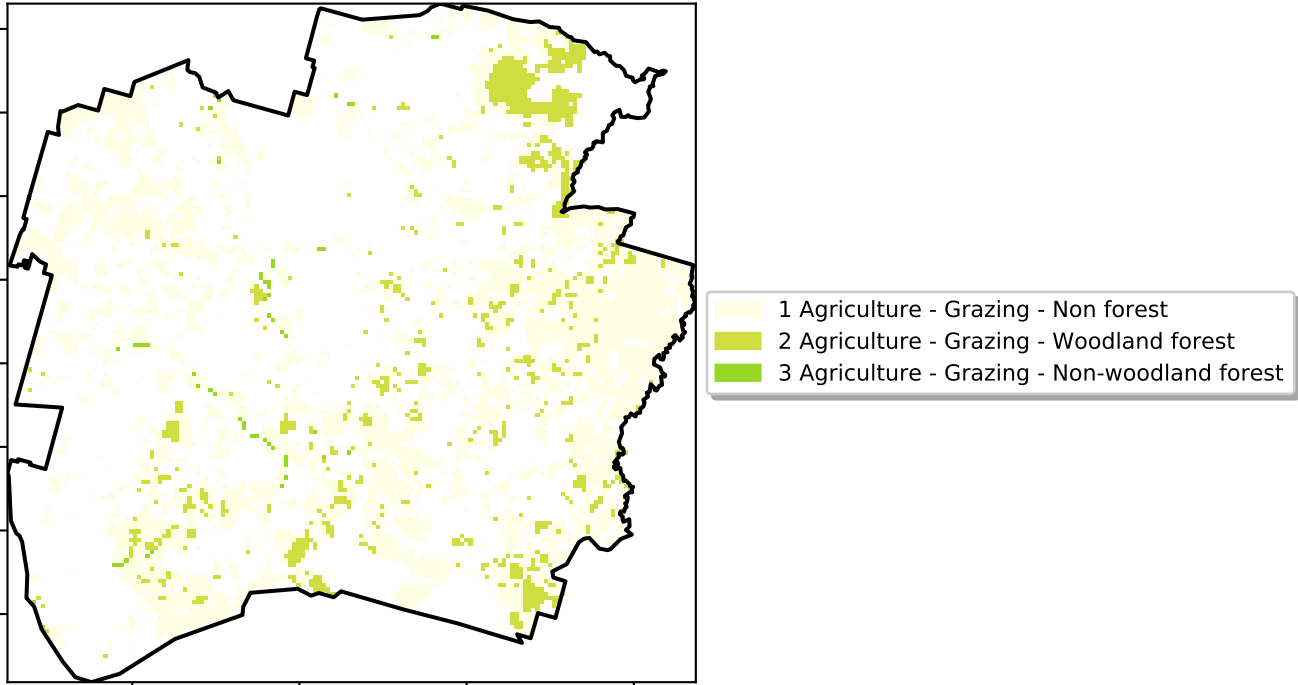 1 Agriculture - Grazing - Non forest
2 Agriculture - Grazing - Woodland forest
3 Agriculture - Grazing - Non-woodland forest